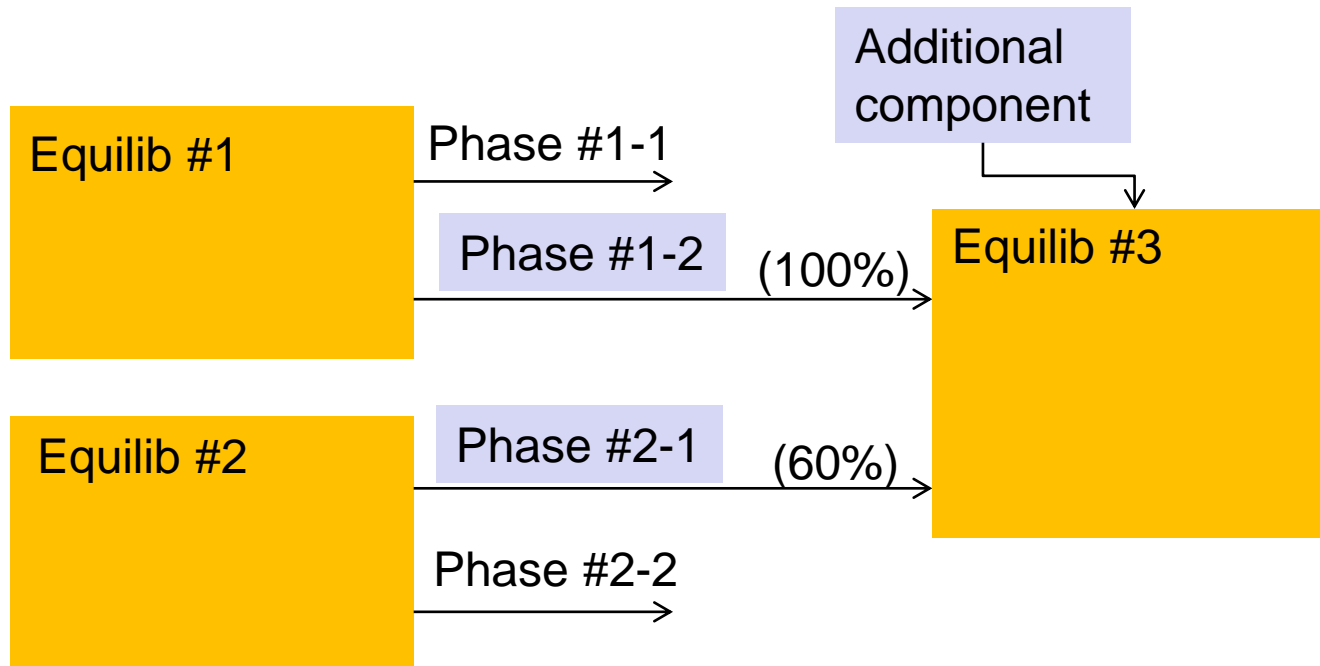 Additional
component
Equilib #1
Phase #1-1
Phase #1-2
(100%)
Equilib #3
Equilib #2
Phase #2-1
(60%)
Phase #2-2